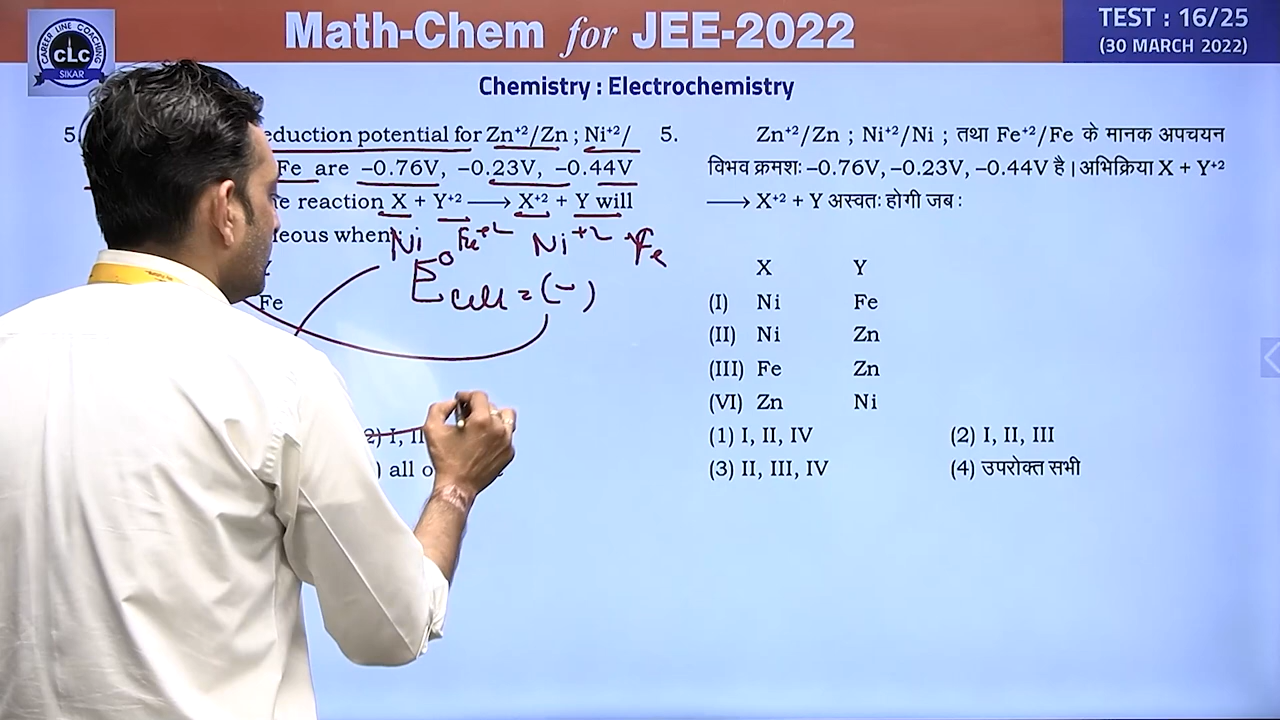 Math-Chem for JEE-2022
TEST : 16/25
(30 MARCH 2022)
CAREER LINE COACHING
CLC
SIKAR
Chemistry : Electrochemistry
5
eduction potential for Zn⁺²/Zn ; Ni⁺²/
Fe are –0.76V, –0.23V, –0.44V
reaction X + Y⁺² ⟶ X⁺² + Y will
when
Ni Fe⁺² Ni⁺² Fe
E⁰cell = (–)
Fe
2) I, II
) all
5. Zn⁺²/Zn ; Ni⁺²/Ni ; तथा Fe⁺²/Fe के मानक अपचयन
विभव क्रमशः –0.76V, –0.23V, –0.44V है। अभिक्रिया X + Y⁺²
⟶ X⁺² + Y अस्वतः होगी जब :
X Y
(I) Ni Fe
(II) Ni Zn
(III) Fe Zn
(VI) Zn Ni
(1) I, II, IV (2) I, II, III
(3) II, III, IV (4) उपरोक्त सभी